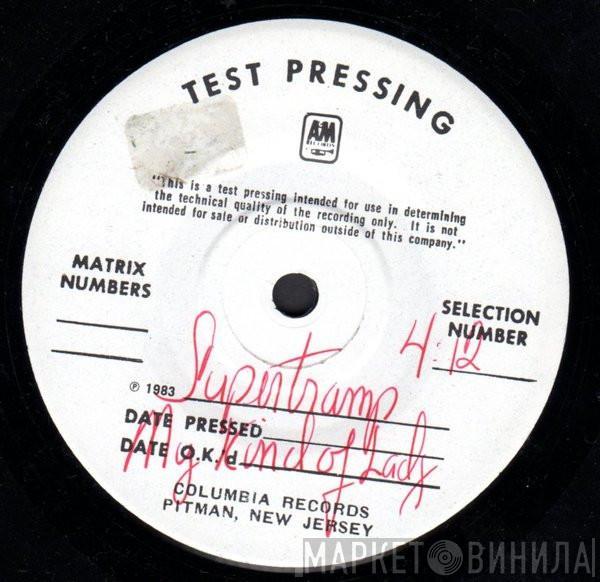 TEST PRESSING
A&M
RECORDS
"This is a test pressing intended for use in determining
the technical quality of the recording only. It is not
intended for sale or distribution outside of this company."
MATRIX
NUMBERS
SELECTION
NUMBER
4:12
℗ 1983
Supertramp
DATE PRESSED
DATE O.K.'d
My Kind of Lady
COLUMBIA RECORDS
PITMAN, NEW JERSEY
МАРКЕТ ВИНИЛА